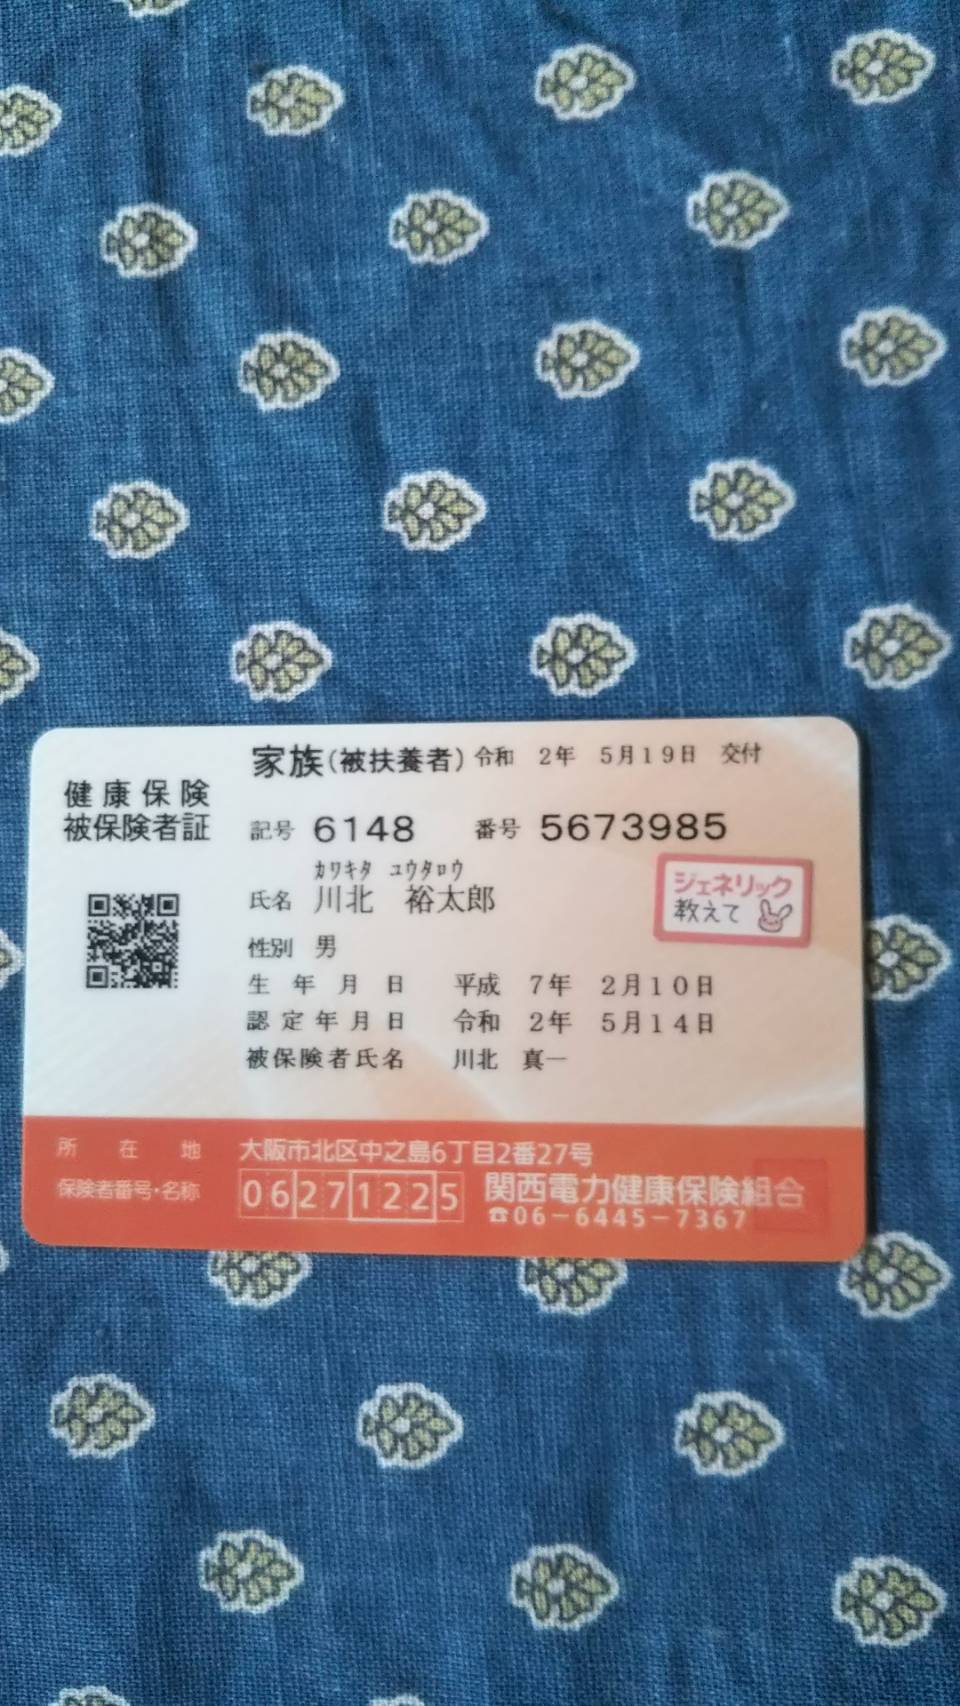 家族(被扶養者) 令和 2年 5月19日 交付
健康保険
被保険者証
記号 6148 番号 5673985
カワキタ ユウタロウ
氏名 川北 裕太郎
ジェネリック
教えて
性別 男
生年月日 平成 7年 2月10日
認定年月日 令和 2年 5月14日
被保険者氏名 川北 真一
所在地 大阪市北区中之島6丁目2番27号
保険者番号・名称 06271225 関西電力健康保険組合
☎06-6445-7367